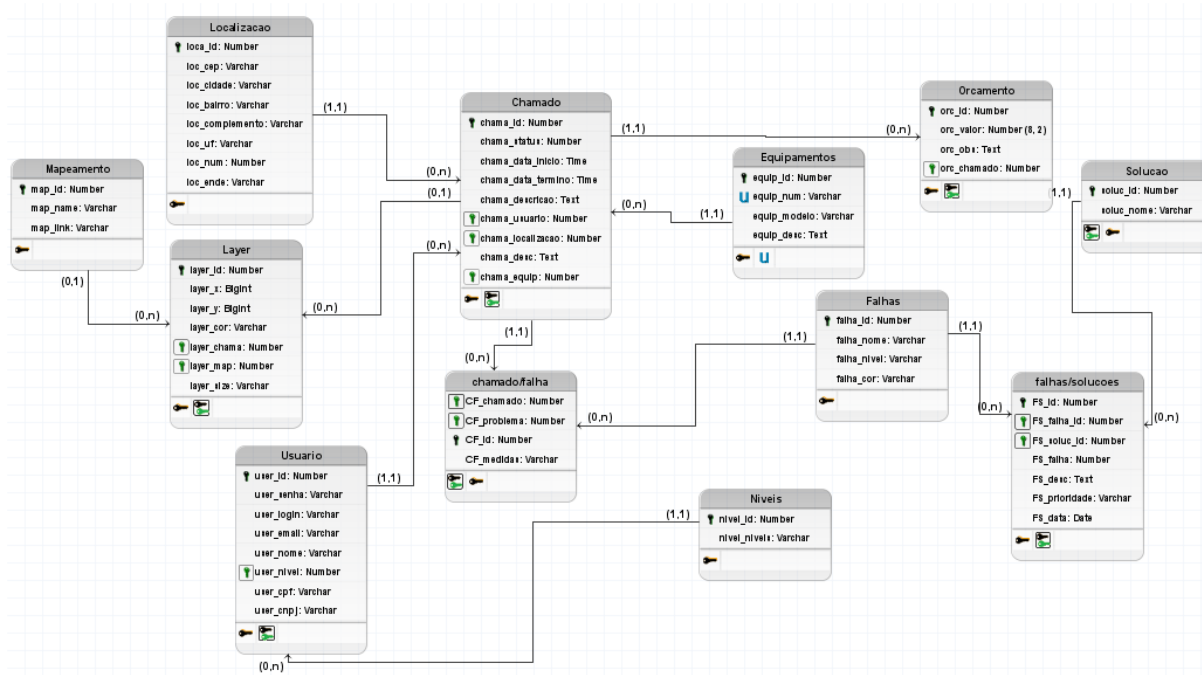 Localizacao
loca_id: Number
loc_cep: Varchar
loc_cidade: Varchar
loc_bairro: Varchar
loc_complemento: Varchar
loc_uf: Varchar
loc_num: Number
loc_ende: Varchar
(1,1)
(0,n)
Mapeamento
map_id: Number
map_name: Varchar
map_link: Varchar
(0,1)
(0,n)
Layer
layer_id: Number
layer_x: BigInt
layer_y: BigInt
layer_cor: Varchar
layer_chama: Number
layer_map: Number
layer_size: Varchar
(0,n)
(0,1)
Chamado
chama_id: Number
chama_status: Number
chama_data_inicio: Time
chama_data_termino: Time
chama_descricao: Text
chama_usuario: Number
chama_localizacao: Number
chama_desc: Text
chama_equip: Number
(1,1)
(0,n)
(0,n)
(1,1)
(0,n)
Equipamentos
equip_id: Number
U equip_num: Varchar
equip_modelo: Varchar
equip_desc: Text
U
(1,1)
(0,n)
Orcamento
orc_id: Number
orc_valor: Number(8, 2)
orc_obs: Text
orc_chamado: Number
Solucao
soluc_id: Number
soluc_nome: Varchar
(1,1)
(0,n)
Falhas
falha_id: Number
falha_nome: Varchar
falha_nivel: Varchar
falha_cor: Varchar
(1,1)
(0,n)
(1,1)
(0,n)
chamado/falha
CF_chamado: Number
CF_problema: Number
CF_id: Number
CF_medidas: Varchar
falhas/solucoes
FS_id: Number
FS_falha_id: Number
FS_soluc_id: Number
FS_falha: Number
FS_desc: Text
FS_prioridade: Varchar
FS_data: Date
Usuario
user_id: Number
user_senha: Varchar
user_login: Varchar
user_email: Varchar
user_nome: Varchar
user_nivel: Number
user_cpf: Varchar
user_cnpj: Varchar
(1,1)
(0,n)
Niveis
nivel_id: Number
nivel_niveis: Varchar
(1,1)